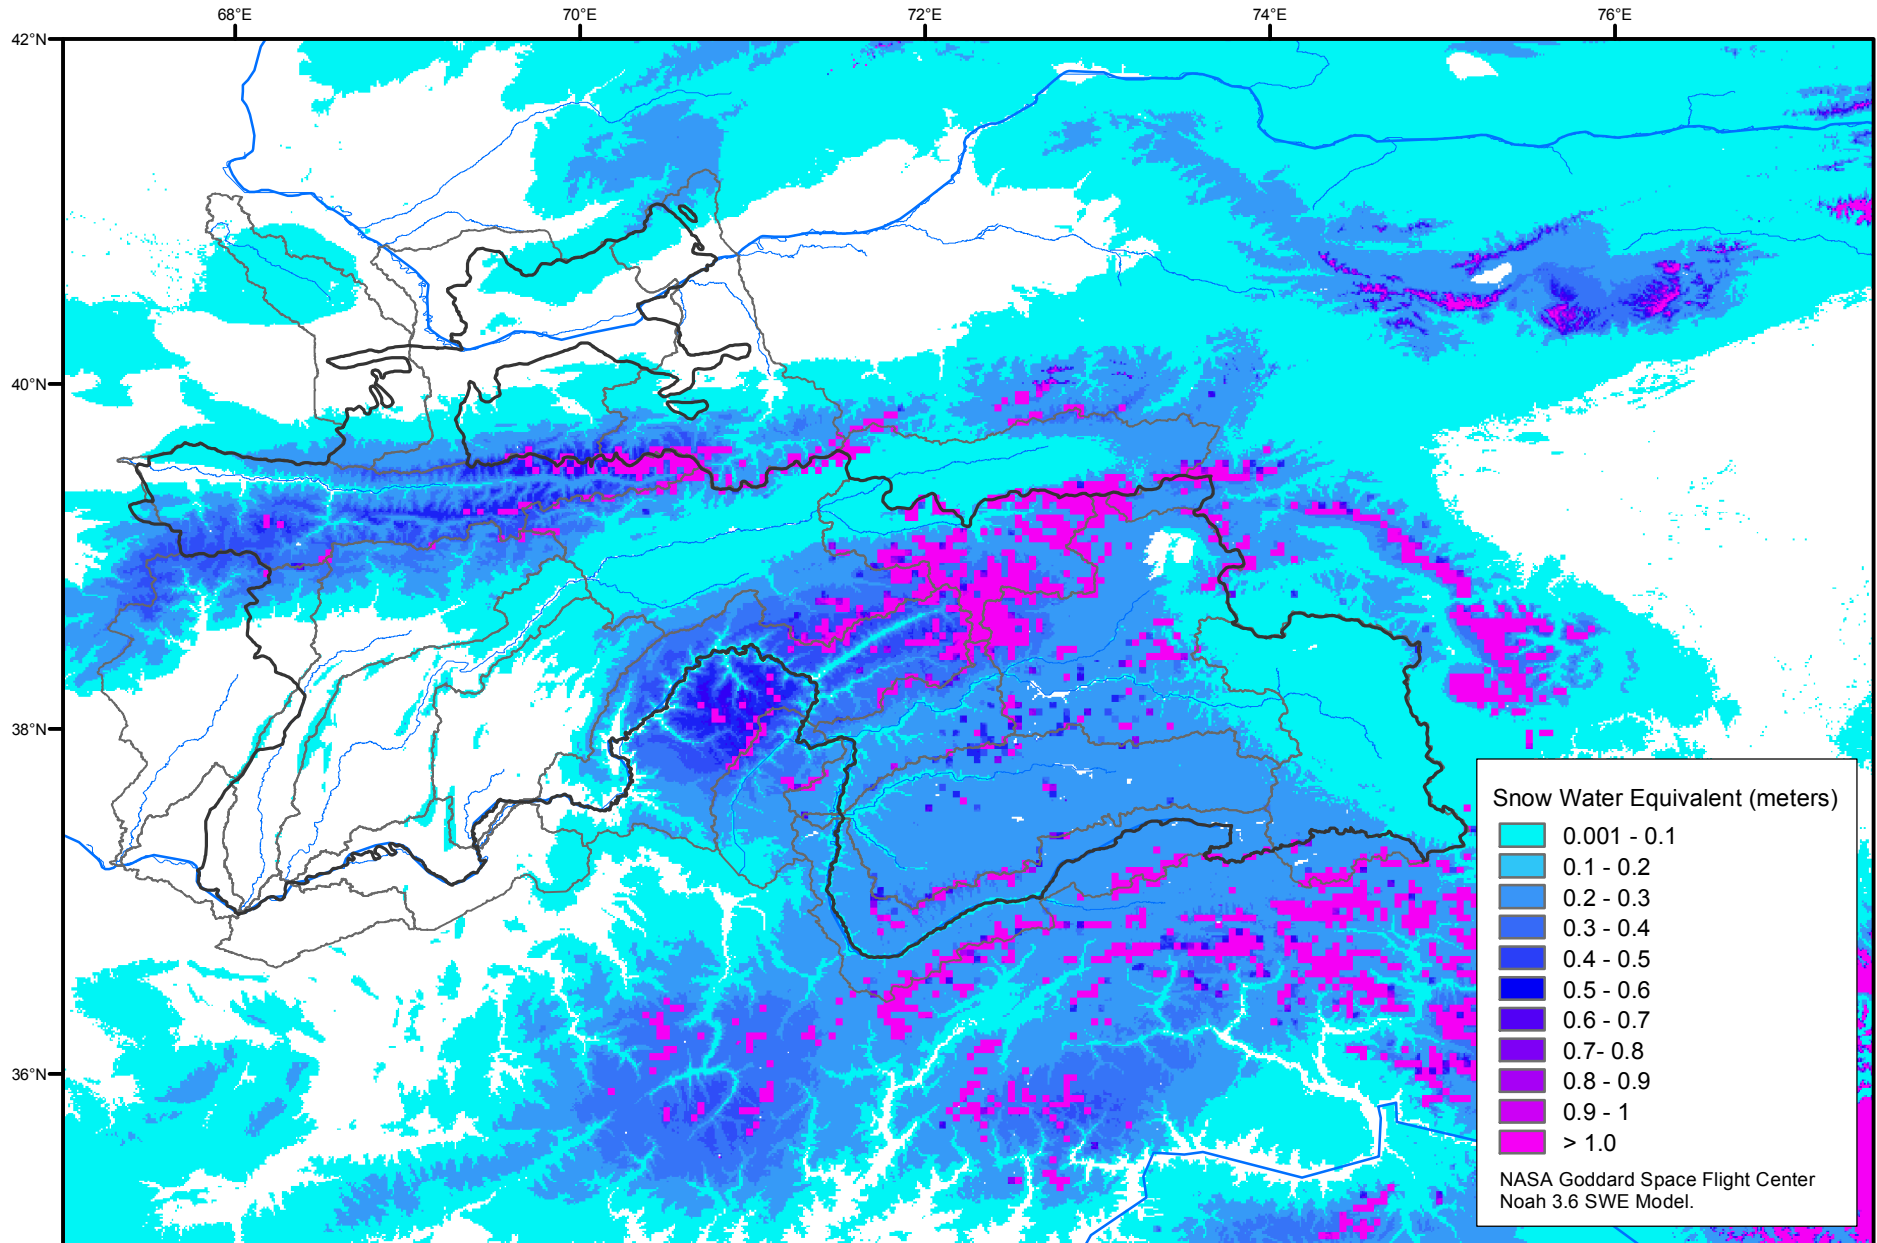 68°E 70°E 72°E 74°E 76°E
42°N
40°N
38°N
36°N
Snow Water Equivalent (meters)
0.001 - 0.1
0.1 - 0.2
0.2 - 0.3
0.3 - 0.4
0.4 - 0.5
0.5 - 0.6
0.6 - 0.7
0.7- 0.8
0.8 - 0.9
0.9 - 1
> 1.0
NASA Goddard Space Flight Center
Noah 3.6 SWE Model.